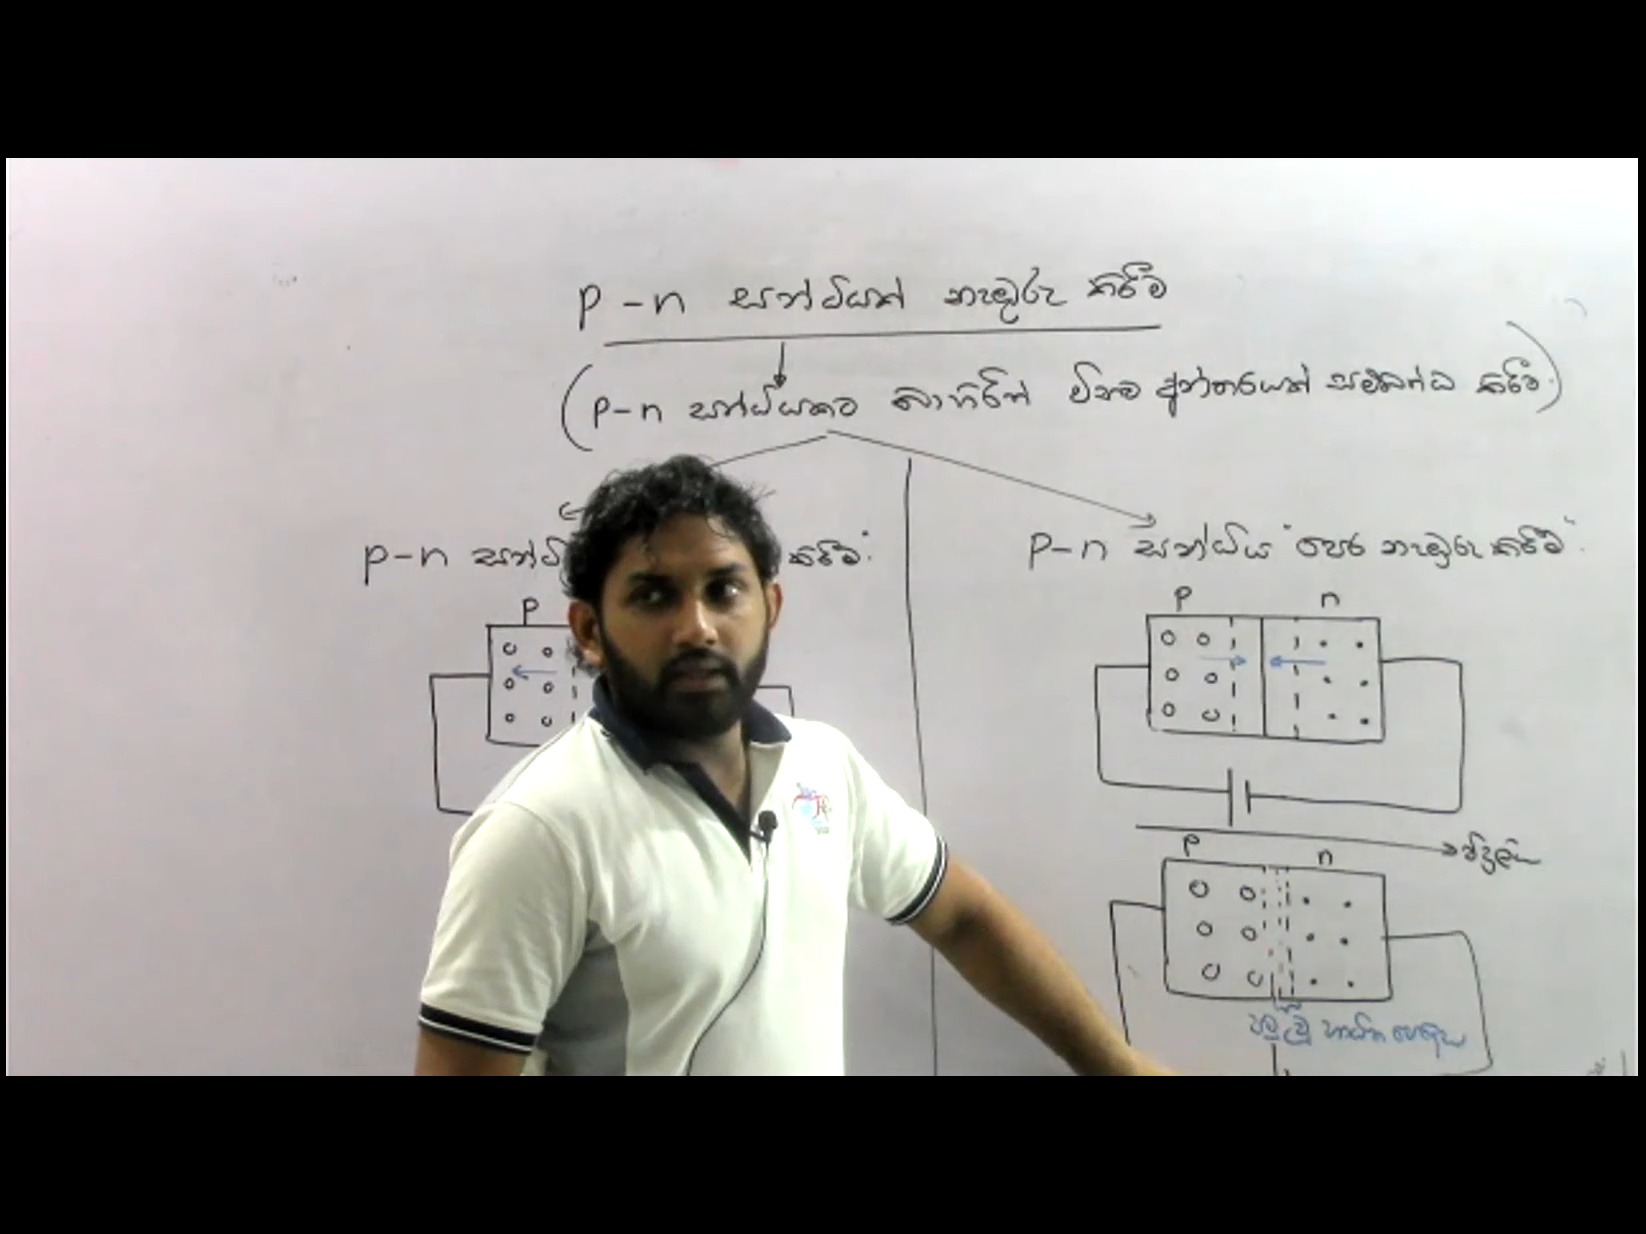 p-n සන්ධියක් නැඹුරු කිරීම
(p-n සන්ධියකට බාහිරින් විභව අන්තරයක් සම්බන්ධ කිරීම.)
p-n කිරීම.
p-n සන්ධිය "පෙර නැඹුරු කිරීම".
p
p n
p n
හායිත පෙදෙස